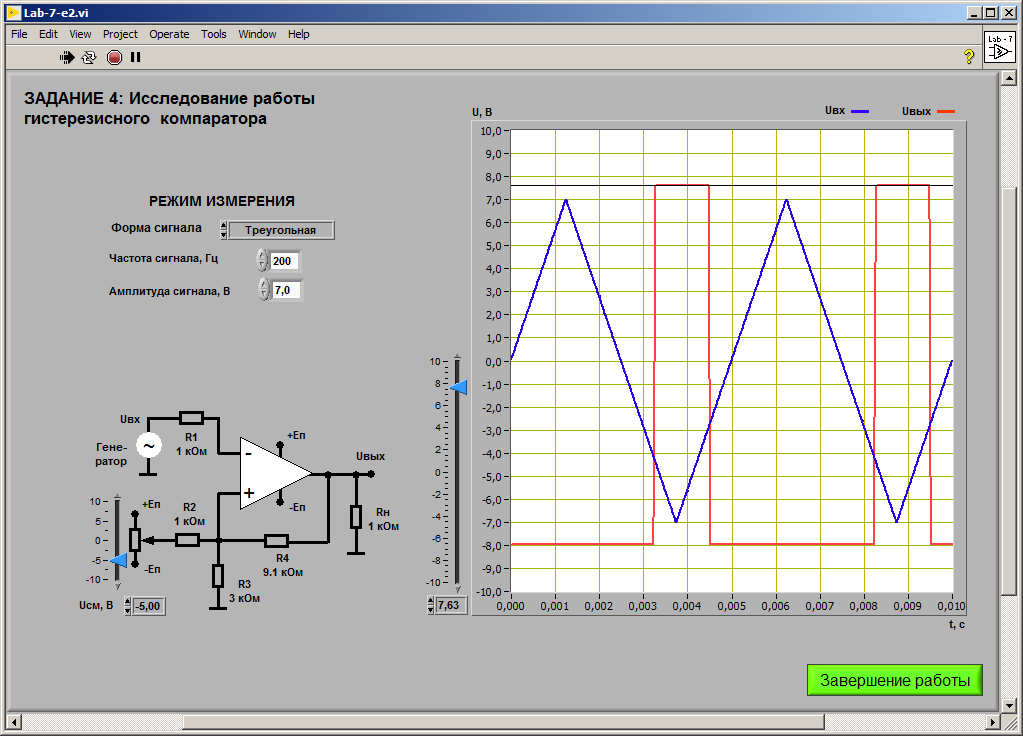 Lab-7-e2.vi
File Edit View Project Operate Tools Window Help
Lab - 7
ЗАДАНИЕ 4: Исследование работы
гистерезисного компаратора
РЕЖИМ ИЗМЕРЕНИЯ
Форма сигнала Треугольная
Частота сигнала, Гц 200
Амплитуда сигнала, В 7,0
U, В
Uвх
Uвых
10,0
9,0
8,0
7,0
6,0
5,0
4,0
3,0
2,0
1,0
0,0
-1,0
-2,0
-3,0
-4,0
-5,0
-6,0
-7,0
-8,0
-9,0
-10,0
0,000 0,001 0,002 0,003 0,004 0,005 0,006 0,007 0,008 0,009 0,010
t, с
10
8
6
4
2
0
-2
-4
-6
-8
-10
7,63
Uвх
Гене-
ратор
~
R1
1 кОм
-
+
+Еп
-Еп
Uвых
Rн
1 кОм
R2
1 кОм
R4
9.1 кОм
R3
3 кОм
+Еп
-Еп
10
5
0
-5
-10
Uсм, В -5,00
Завершение работы